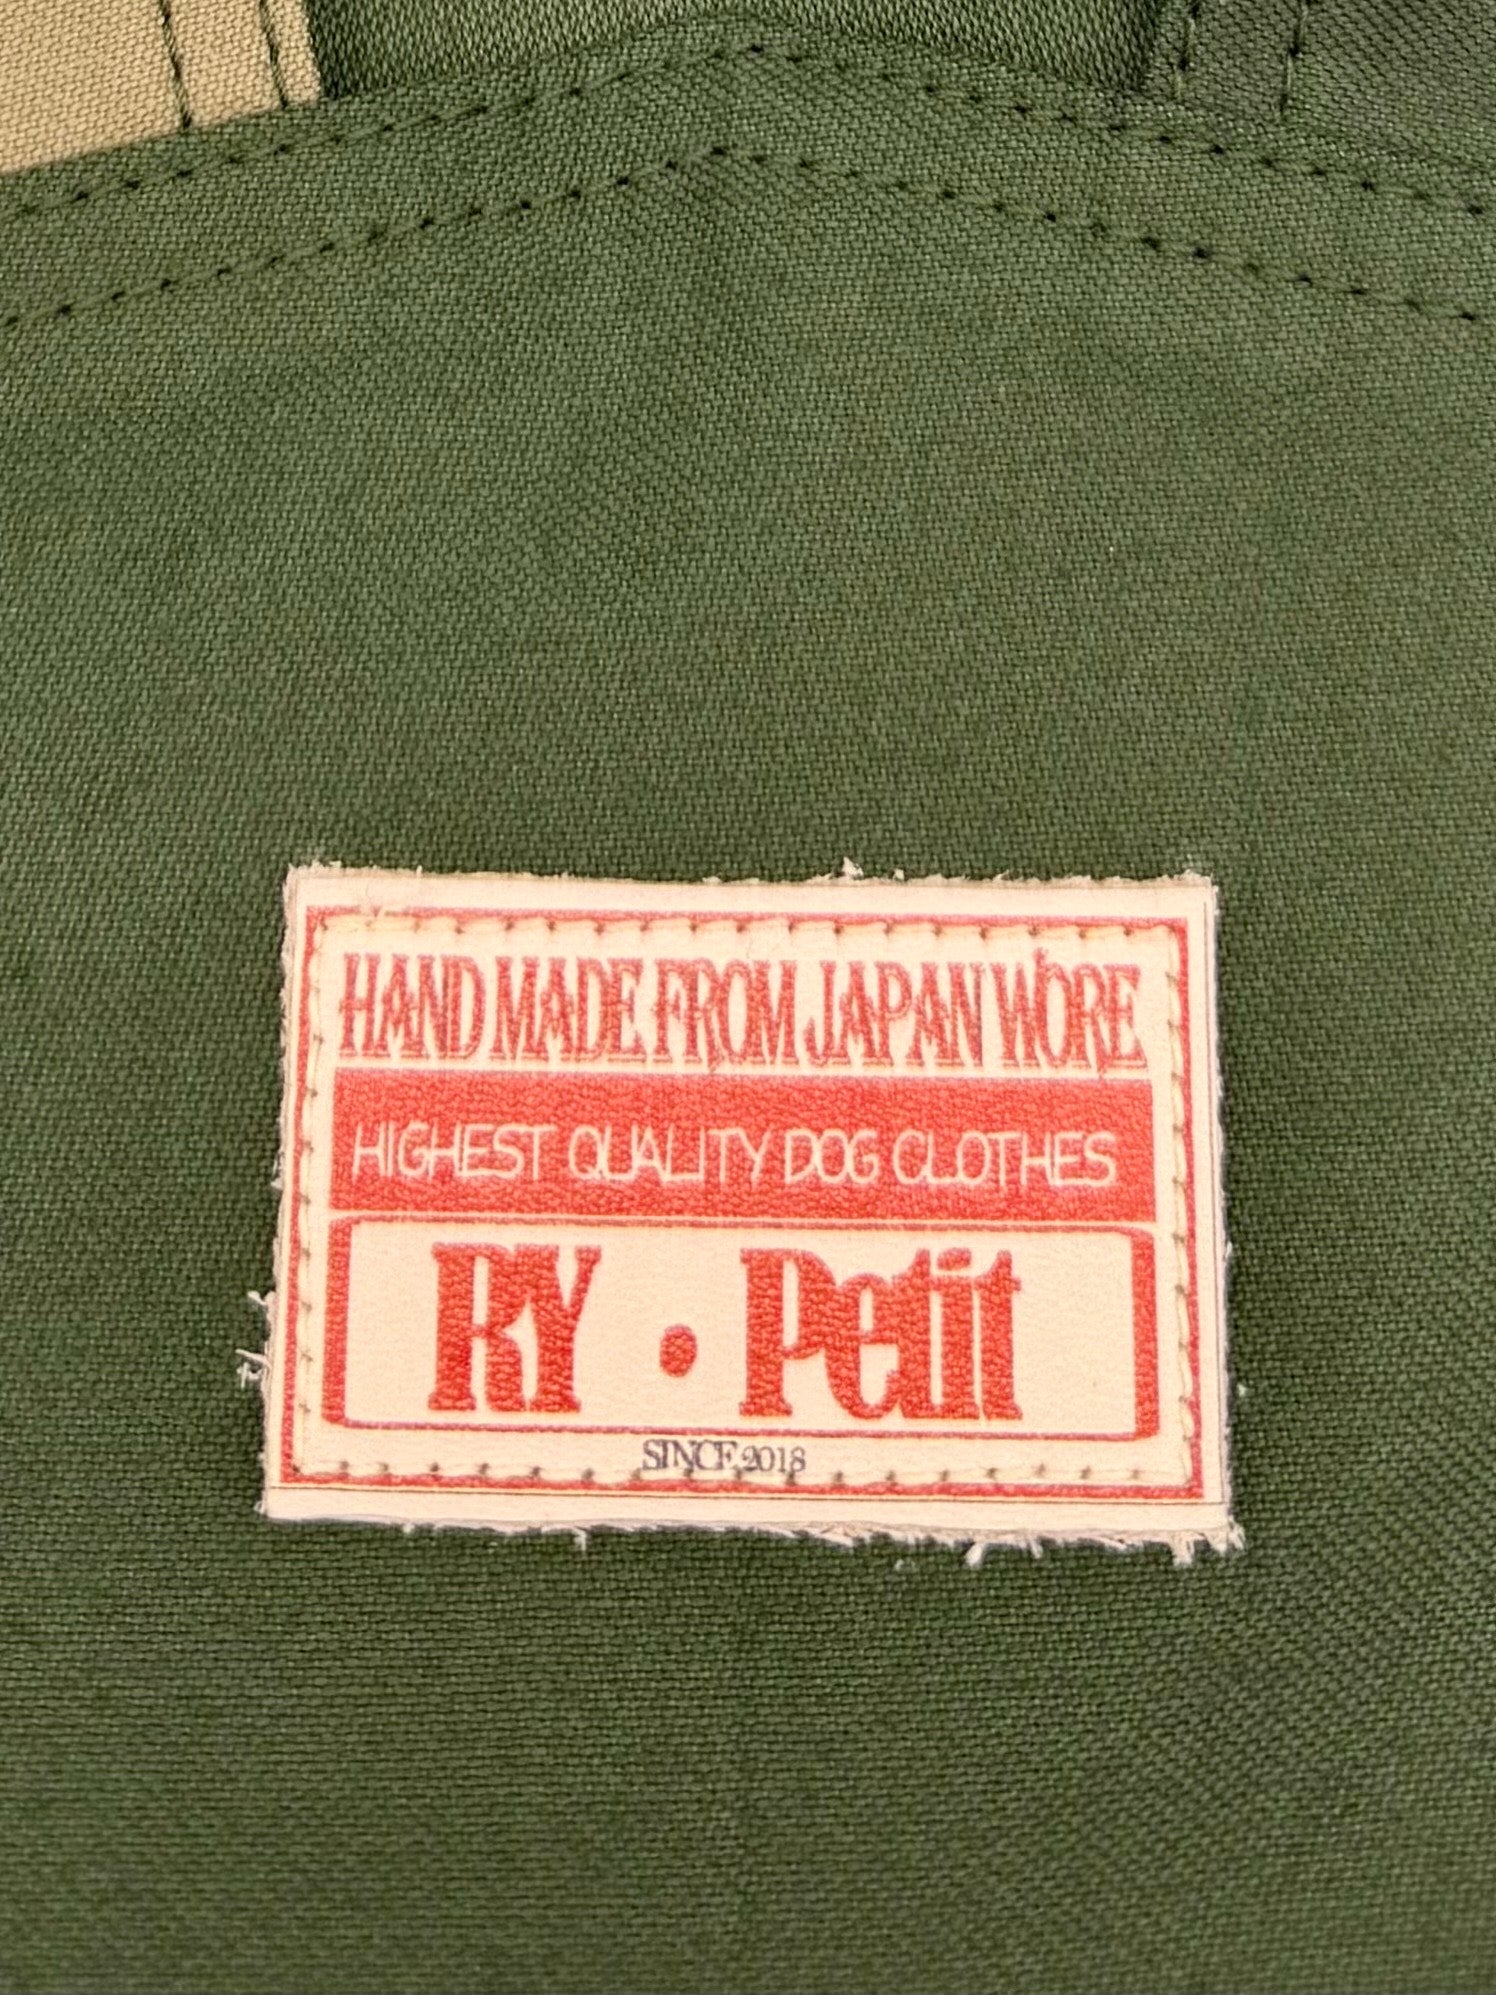 HAND MADE FROM JAPAN WORE
HIGHEST QUALITY DOG CLOTHES
RY • Petit
SINCE.2018